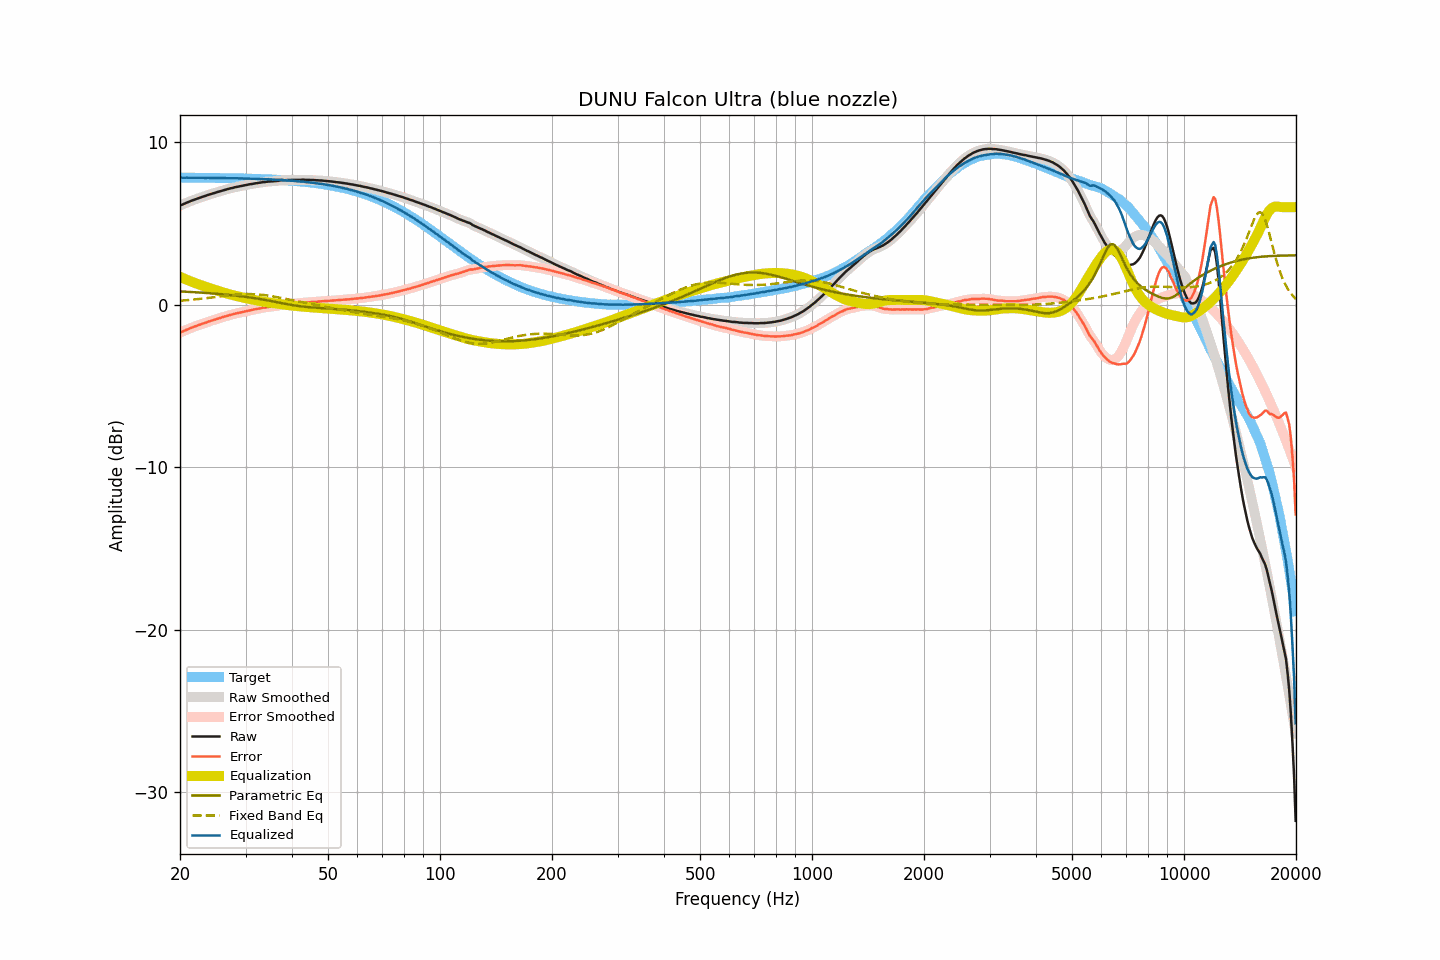 DUNU Falcon Ultra (blue nozzle)
10
0
−10
−20
−30
Amplitude (dBr)
Target
Raw Smoothed
Error Smoothed
Raw
Error
Equalization
Parametric Eq
Fixed Band Eq
Equalized
20 50 100 200 500 1000 2000 5000 10000 20000
Frequency (Hz)